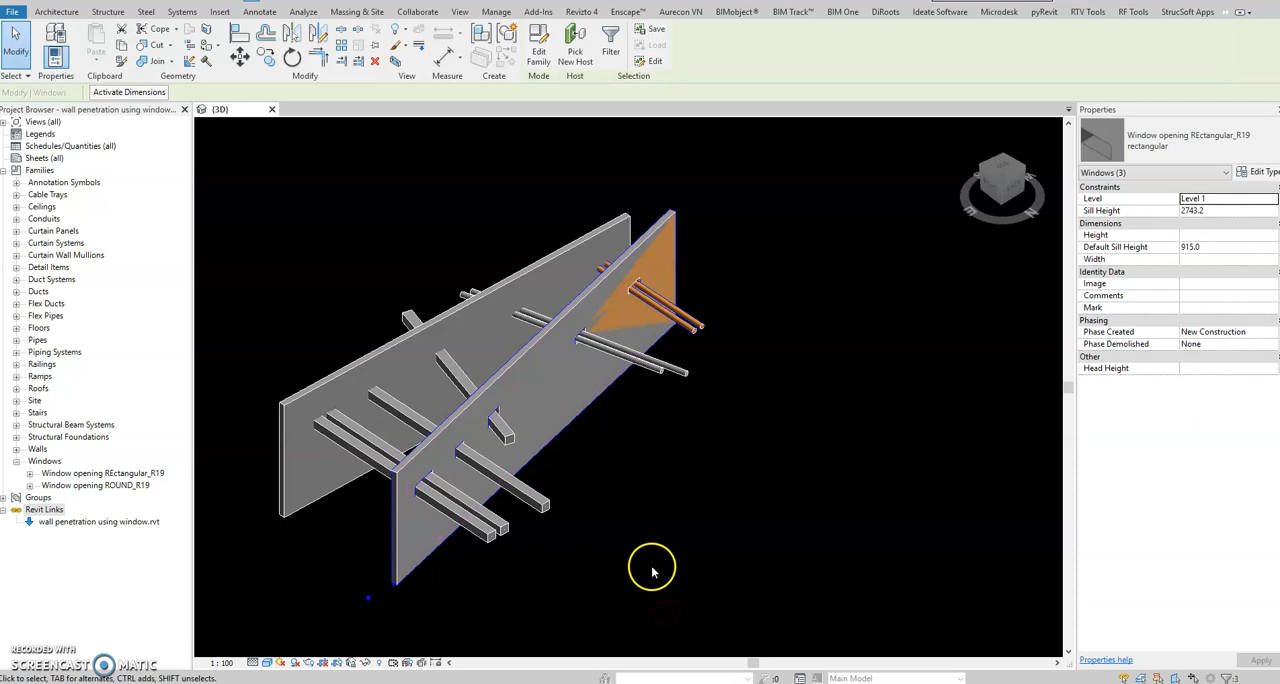 File Architecture Structure Steel Systems Insert Annotate Analyze Massing & Site Collaborate View Manage Add-Ins Revizto 4 Enscape™ Aurecon VN BIMobject® BIM Track™ BIM One DiRoots Ideate Software Microdesk pyRevit RTV Tools RF Tools StrucSoft Apps
Cope Save
Cut Load
Modify Paste Join Edit Family Pick New Host Filter Edit
Select Properties Clipboard Geometry Modify View Measure Create Mode Host Selection
Modify | Windows Activate Dimensions
Project Browser - wall penetration using window...
{3D}
Properties
Views (all)
Legends
Schedules/Quantities (all)
Sheets (all)
Families
Annotation Symbols
Cable Trays
Ceilings
Conduits
Curtain Panels
Curtain Systems
Curtain Wall Mullions
Detail Items
Duct Systems
Ducts
Flex Ducts
Flex Pipes
Floors
Pipes
Piping Systems
Railings
Ramps
Roofs
Site
Stairs
Structural Beam Systems
Structural Foundations
Walls
Windows
Window opening REctangular_R19
Window opening ROUND_R19
Groups
Revit Links
wall penetration using window.rvt
Window opening REctangular_R19
rectangular
Windows (3) Edit Type
Constraints
Level Level 1
Sill Height 2743.2
Dimensions
Height
Default Sill Height 915.0
Width
Identity Data
Image
Comments
Mark
Phasing
Phase Created New Construction
Phase Demolished None
Other
Head Height
Properties help Apply
RECORDED WITH
SCREENCAST MATIC
1 : 100
Click to select, TAB for alternates, CTRL adds, SHIFT unselects.
:0 Main Model :3